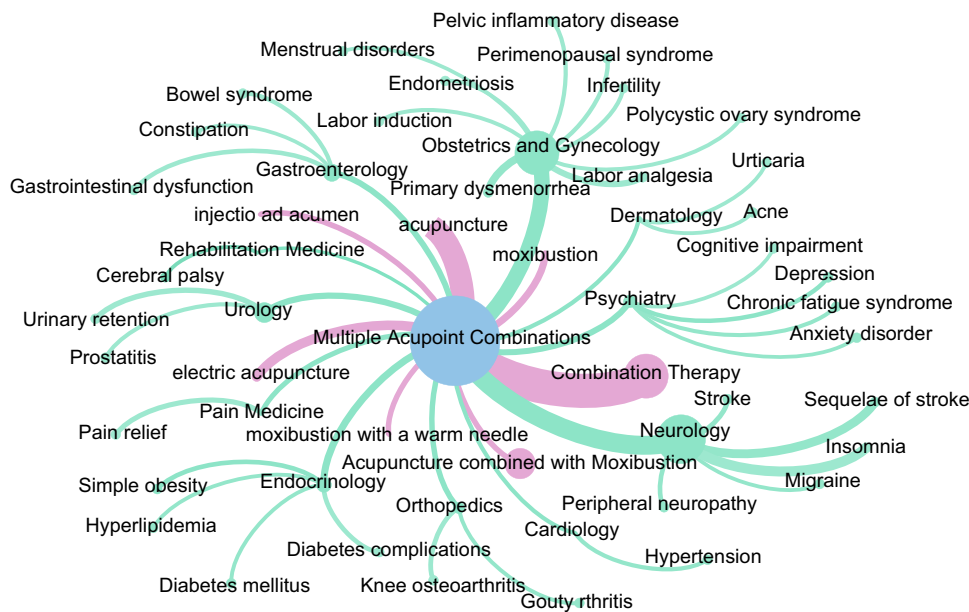 Pelvic inflammatory disease
Menstrual disorders
Perimenopausal syndrome
Endometriosis
Infertility
Bowel syndrome
Labor induction
Polycystic ovary syndrome
Constipation
Obstetrics and Gynecology
Urticaria
Gastroenterology
Labor analgesia
Gastrointestinal dysfunction
Primary dysmenorrhea
injectio ad acumen
acupuncture
Dermatology
Acne
Rehabilitation Medicine
moxibustion
Cognitive impairment
Cerebral palsy
Depression
Urinary retention
Urology
Psychiatry
Chronic fatigue syndrome
Multiple Acupoint Combinations
Anxiety disorder
Prostatitis
electric acupuncture
Combination Therapy
Stroke
Sequelae of stroke
Pain Medicine
Pain relief
moxibustion with a warm needle
Neurology
Insomnia
Acupuncture combined with Moxibustion
Simple obesity
Endocrinology
Migraine
Orthopedics
Peripheral neuropathy
Hyperlipidemia
Cardiology
Diabetes complications
Hypertension
Diabetes mellitus
Knee osteoarthritis
Gouty rthritis